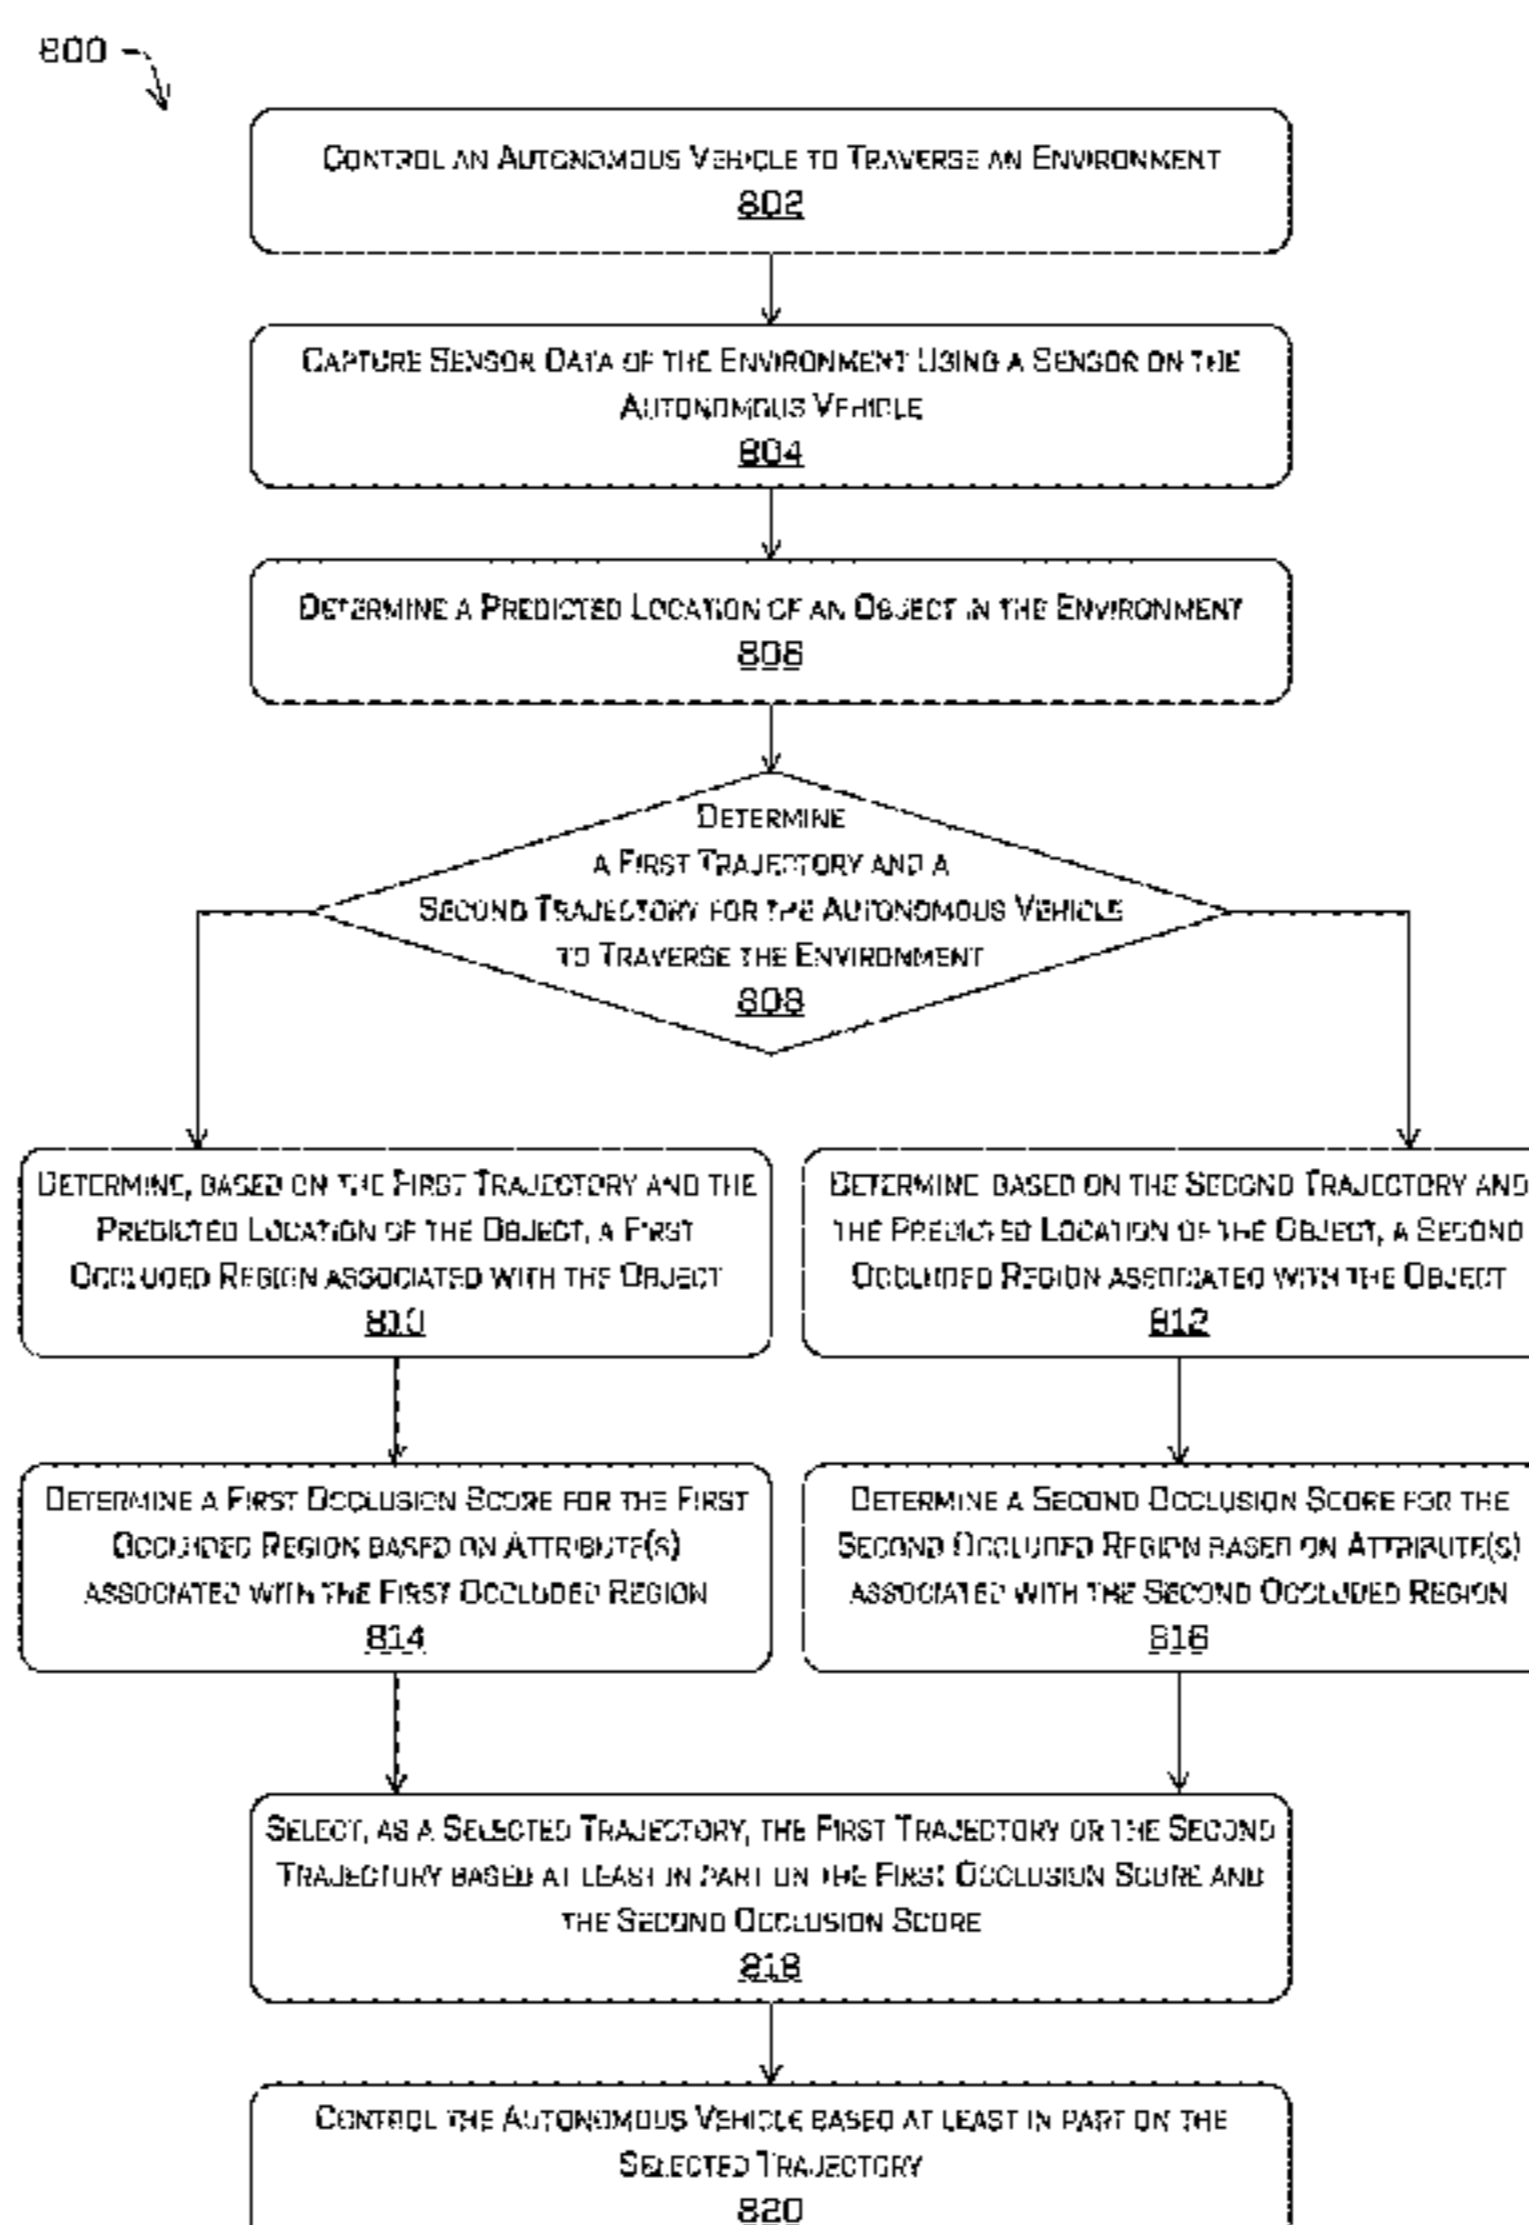 800
CONTROL AN AUTONOMOUS VEHICLE TO TRAVERSE AN ENVIRONMENT
802
CAPTURE SENSOR DATA OF THE ENVIRONMENT USING A SENSOR ON THE
AUTONOMOUS VEHICLE
804
DETERMINE A PREDICTED LOCATION OF AN OBJECT IN THE ENVIRONMENT
806
DETERMINE
A FIRST TRAJECTORY AND A
SECOND TRAJECTORY FOR THE AUTONOMOUS VEHICLE
TO TRAVERSE THE ENVIRONMENT
808
DETERMINE, BASED ON THE FIRST TRAJECTORY AND THE
PREDICTED LOCATION OF THE OBJECT, A FIRST
OCCLUDED REGION ASSOCIATED WITH THE OBJECT
810
DETERMINE BASED ON THE SECOND TRAJECTORY AND
THE PREDICTED LOCATION OF THE OBJECT, A SECOND
OCCLUDED REGION ASSOCIATED WITH THE OBJECT
812
DETERMINE A FIRST OCCLUSION SCORE FOR THE FIRST
OCCLUDED REGION BASED ON ATTRIBUTE(S)
ASSOCIATED WITH THE FIRST OCCLUDED REGION
814
DETERMINE A SECOND OCCLUSION SCORE FOR THE
SECOND OCCLUDED REGION BASED ON ATTRIBUTE(S)
ASSOCIATED WITH THE SECOND OCCLUDED REGION
816
SELECT, AS A SELECTED TRAJECTORY, THE FIRST TRAJECTORY OR THE SECOND
TRAJECTORY BASED AT LEAST IN PART ON THE FIRST OCCLUSION SCORE AND
THE SECOND OCCLUSION SCORE
818
CONTROL THE AUTONOMOUS VEHICLE BASED AT LEAST IN PART ON THE
SELECTED TRAJECTORY
820